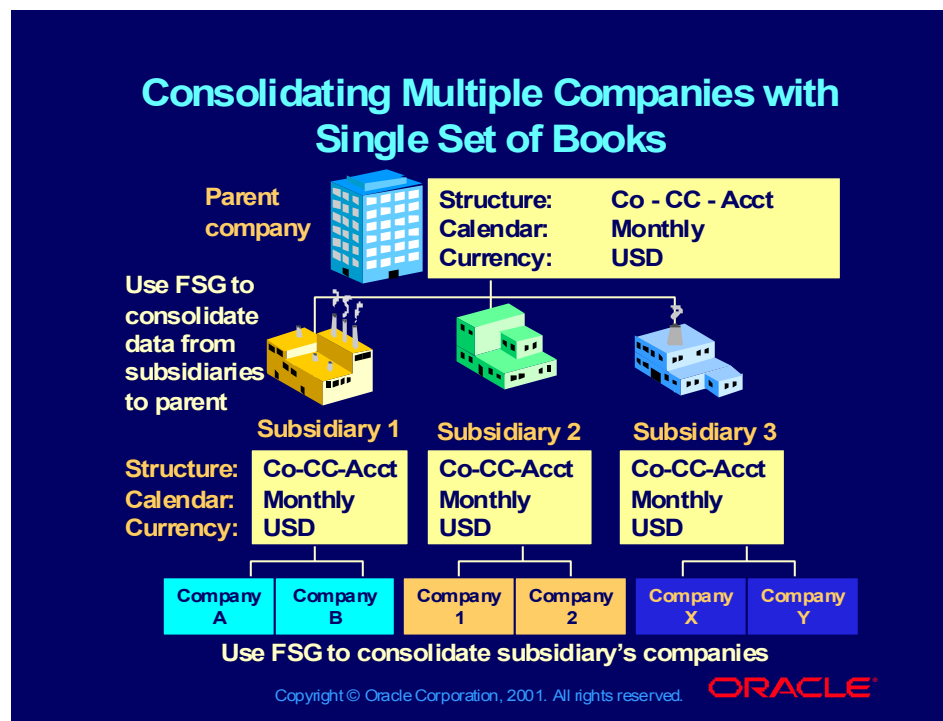 Consolidating Multiple Companies with
Single Set of Books
Parent
company
Structure: Co - CC - Acct
Calendar: Monthly
Currency: USD
Use FSG to
consolidate
data from
subsidiaries
to parent
Subsidiary 1 Subsidiary 2 Subsidiary 3
Structure: Co-CC-Acct Co-CC-Acct Co-CC-Acct
Calendar: Monthly Monthly Monthly
Currency: USD USD USD
Company Company Company Company Company Company
A B 1 2 X Y
Use FSG to consolidate subsidiary's companies
Copyright © Oracle Corporation, 2001. All rights reserved. ORACLE®